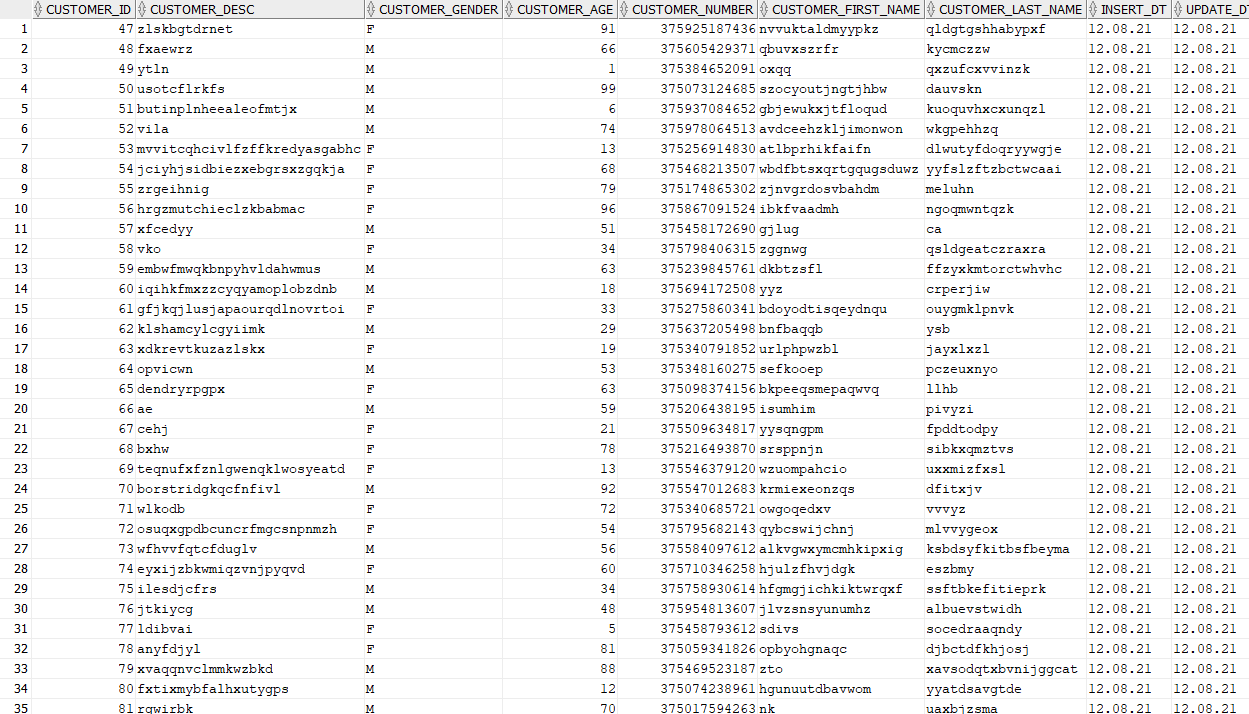 CUSTOMER_ID CUSTOMER_DESC CUSTOMER_GENDER CUSTOMER_AGE CUSTOMER_NUMBER CUSTOMER_FIRST_NAME CUSTOMER_LAST_NAME INSERT_DT UPDATE_DT
1 47 zlskbgtdrnet F 91 375925187436 nvvuktaldmyypkz qldgtgshhabypxf 12.08.21 12.08.21
2 48 fxaewrz M 66 375605429371 qbuvxszrfr kycmczzw 12.08.21 12.08.21
3 49 ytln M 1 375384652091 oxqq qxzufcxvvinzk 12.08.21 12.08.21
4 50 usotcflrkfs M 99 375073124685 szocyoutjngtjhbw dauvskn 12.08.21 12.08.21
5 51 butinplnheealeofmtjx M 6 375937084652 gbjewukxjtfloqud kuoquvhxcxunqzl 12.08.21 12.08.21
6 52 vila M 74 375978064513 avdceehzkljimonwon wkgpehhzq 12.08.21 12.08.21
7 53 mvvitcqhcivlfzffkredyasgabhc F 13 375256914830 atlbprhikfaifn dlwutyfdoqryywgje 12.08.21 12.08.21
8 54 jciyhjsidbiezxebgrsxzgqkja F 68 375468213507 wbdfbtsxqrtgqugsduwz yyfslzftzbctwcaai 12.08.21 12.08.21
9 55 zrgeihnig F 79 375174865302 zjnvgrdosvbahdm meluhn 12.08.21 12.08.21
10 56 hrgzmutchieclzkbabmac F 96 375867091524 ibkfvaadmh ngoqmwntqzk 12.08.21 12.08.21
11 57 xfcedyy M 51 375458172690 gjlug ca 12.08.21 12.08.21
12 58 vko F 34 375798406315 zggnwg qsldgeatczraxra 12.08.21 12.08.21
13 59 embwfmwqkbnpyhvldahwmus M 63 375239845761 dkbtzsfl ffzyxkmtorctwhvhc 12.08.21 12.08.21
14 60 iqihkfmxzzcyqyamoplobzdnb M 18 375694172508 yyz crperjiw 12.08.21 12.08.21
15 61 gfjkqjlusjapaourqdlnovrtoi F 33 375275860341 bdoyodtisqeydnqu ouygmklpnvk 12.08.21 12.08.21
16 62 klshamcylcgyiimk M 29 375637205498 bnfbaqqb ysb 12.08.21 12.08.21
17 63 xdkrevtkuzazlskx F 19 375340791852 urlphpwzbl jayxlxzl 12.08.21 12.08.21
18 64 opvicwn M 53 375348160275 sefkooep pczeuxnyo 12.08.21 12.08.21
19 65 dendryrpgpx F 63 375098374156 bkpeeqsmepaqwvq llhb 12.08.21 12.08.21
20 66 ae M 59 375206438195 isumhim pivyzi 12.08.21 12.08.21
21 67 cehj F 21 375509634817 yysqngpm fpddtodpy 12.08.21 12.08.21
22 68 bxhw F 78 375216493870 srsppnjn sibkxqmztvs 12.08.21 12.08.21
23 69 teqnufxfznlgwenqklwosyeatd F 13 375546379120 wzuompahcio uxxmizfxsl 12.08.21 12.08.21
24 70 borstridgkqcfnfivl M 92 375547012683 krmiexeonzqs dfitxjv 12.08.21 12.08.21
25 71 wlkodb F 72 375340685721 owgoqedxv vvvyz 12.08.21 12.08.21
26 72 osuqxgpdbcuncrfmgcsnpnmzh F 54 375795682143 qybcswijchnj mlvvygeox 12.08.21 12.08.21
27 73 wfhvvfqtcfduglv M 56 375584097612 alkvgwxymcmhkipxig ksbdsyfkitbsfbeyma 12.08.21 12.08.21
28 74 eyxijzbkwmiqzvnjpyqvd F 60 375710346258 hjulzfhvjdgk eszbmy 12.08.21 12.08.21
29 75 ilesdjcfrs M 34 375758930614 hfgmgjichkiktwrqxf ssftbkefitieprk 12.08.21 12.08.21
30 76 jtkiycg M 48 375954813607 jlvzsnsyunumhz albuevstwidh 12.08.21 12.08.21
31 77 ldibvai F 5 375458793612 sdivs socedraaqndy 12.08.21 12.08.21
32 78 anyfdjyl F 81 375059341826 opbyohgnaqc djbctdfkhjosj 12.08.21 12.08.21
33 79 xvaqqnvclmmkwzbkd M 88 375469523187 zto xavsodqtxbvnijggcat 12.08.21 12.08.21
34 80 fxtixmybfalhxutygps M 12 375074238961 hgunuutdbavwom yyatdsavgtde 12.08.21 12.08.21
35 81 rqwirbk M 70 375017594263 nk uaxbjzsma 12.08.21 12.08.21